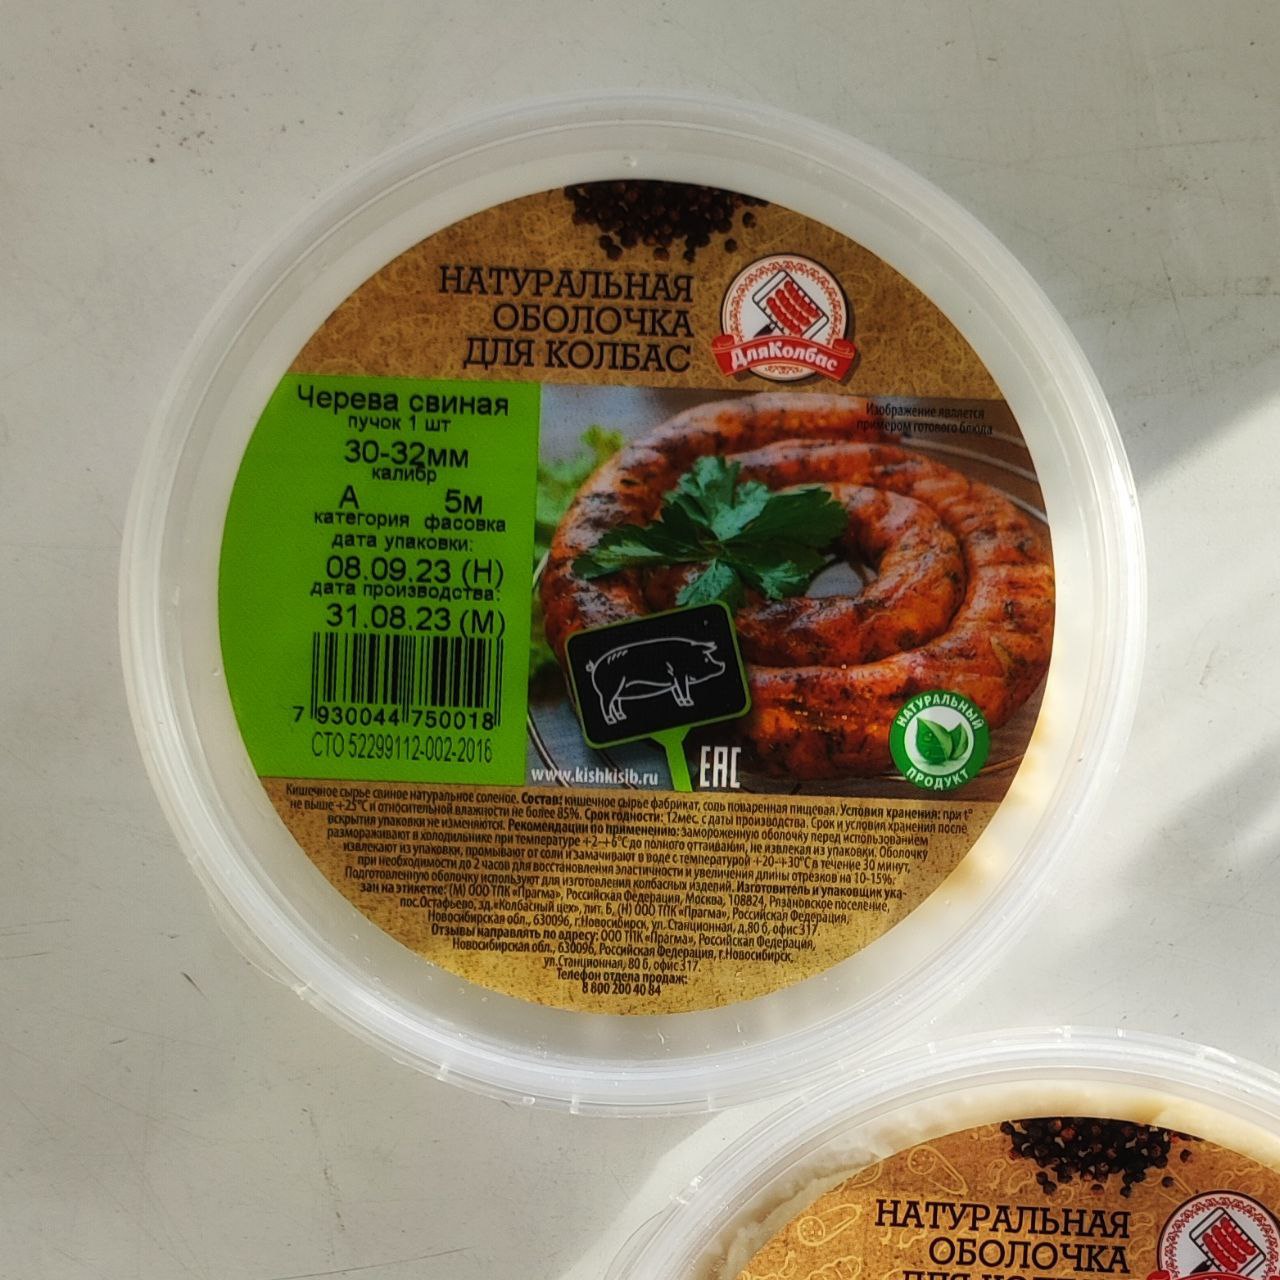 НАТУРАЛЬНАЯ
ОБОЛОЧКА
ДЛЯ КОЛБАС
ДляКолбас
Черева свиная
пучок 1 шт
30-32мм
калибр
А 5м
категория фасовка
дата упаковки:
08.09.23 (Н)
дата производства:
31.08.23 (М)
7 930044 750018
СТО 52299112-002-2016
Изображение является
примером готового блюда
НАТУРАЛЬНЫЙ
ПРОДУКТ
www.kishkisib.ru
ЕАС
Кишечное сырье свиное натуральное соленое. Состав: кишечное сырье фабрикат, соль поваренная пищевая. Условия хранения: при t°
не выше +25°С и относительной влажности не более 85%. Срок годности: 12мес. с даты производства. Срок и условия хранения после
вскрытия упаковки не изменяются. Рекомендации по применению: замороженную оболочку перед использованием
размораживают в холодильнике при температуре +2-+6°С до полного оттаивания, не извлекая из упаковки. Оболочку
извлекают из упаковки, промывают от соли и замачивают в воде с температурой +20-+30°С в течение 30 минут,
при необходимости до 2 часов для восстановления эластичности и увеличения длины отрезков на 10-15%.
Подготовленную оболочку используют для изготовления колбасных изделий. Изготовитель и упаковщик ука-
зан на этикетке: (М) ООО ТПК «Прагма», Российская Федерация, Москва, 108824, Рязановское поселение,
пос.Остафьево, зд.«Колбасный цех», лит. Б, (Н) ООО ТПК «Прагма», Российская Федерация,
Новосибирская обл., 630096, г.Новосибирск, ул. Станционная, д.80 б, офис 317.
Отзывы направлять по адресу: ООО ТПК «Прагма», Российская Федерация,
Новосибирская обл., 630096, Российская Федерация, г.Новосибирск,
ул.Станционная, 80 б, офис 317.
Телефон отдела продаж:
8 800 200 40 84
НАТУРАЛЬНАЯ
ОБОЛОЧКА
ДЛЯ КОЛБАС